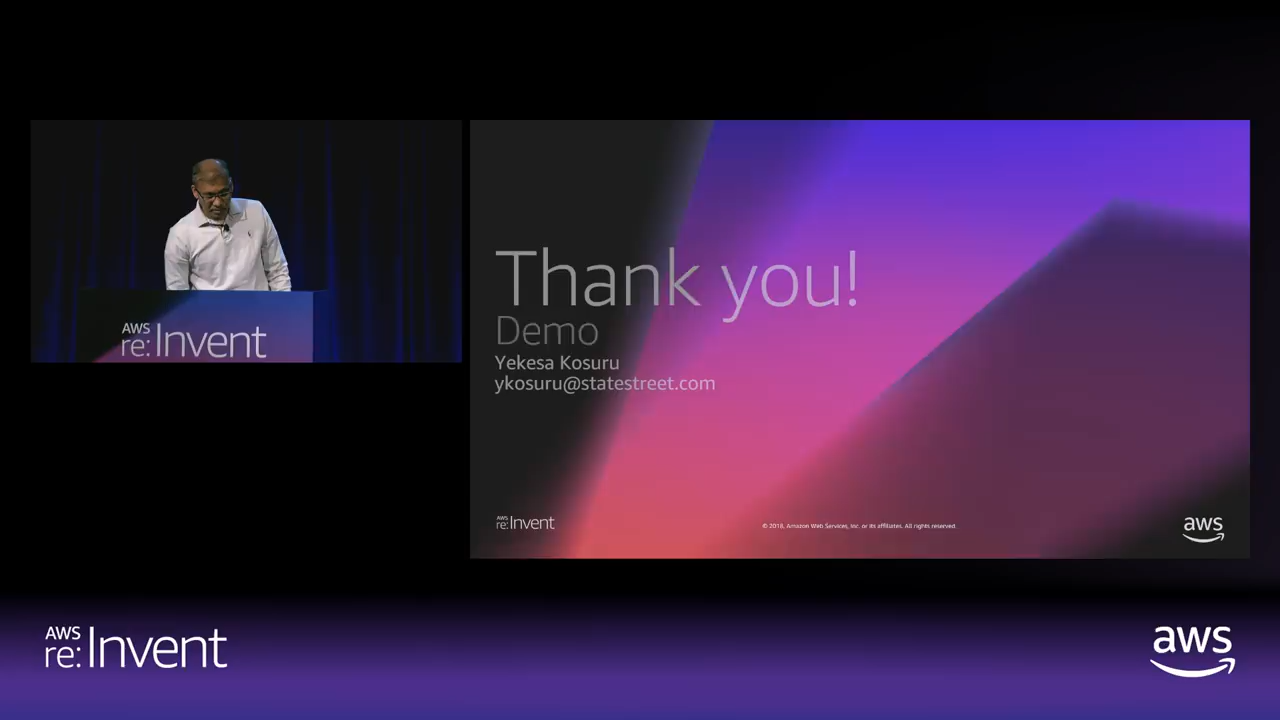 AWS
re:Invent
Thank you!
Demo
Yekesa Kosuru
ykosuru@statestreet.com
AWS
re:Invent
© 2018, Amazon Web Services, Inc. or its affiliates. All rights reserved.
aws
AWS
re:Invent
aws